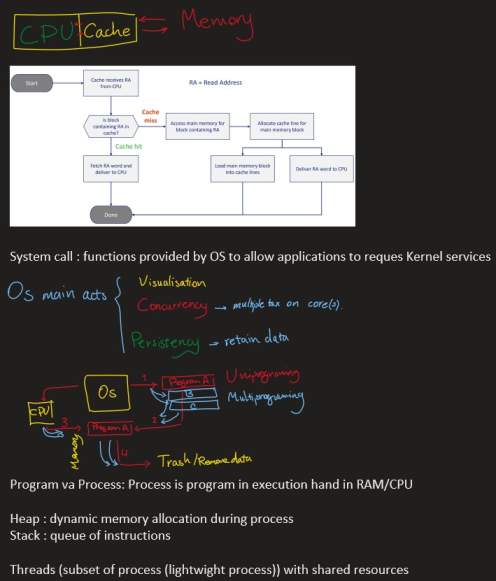 CPU Cache Memory
Start
Cache receives RA
from CPU
RA = Read Address
Is block
containing RA in
cache?
Cache
miss
Access main memory for
block containing RA
Allocate cache line for
main memory block
Cache hit
Fetch RA word and
deliver to CPU
Load main memory block
into cache lines
Deliver RA word to CPU
Done
System call : functions provided by OS to allow applications to reques Kernel services
Os main acts
Visualisation
Concurrency → multiple on core(s).
Persistency → retain data
Os
1
Program A
Uniprograming
B
C
Multiprograming
CPU
3
Program A
2
Memory
4
Trash/Remove data
Program va Process: Process is program in execution hand in RAM/CPU
Heap : dynamic memory allocation during process
Stack : queue of instructions
Threads (subset of process (lightwight process)) with shared resources